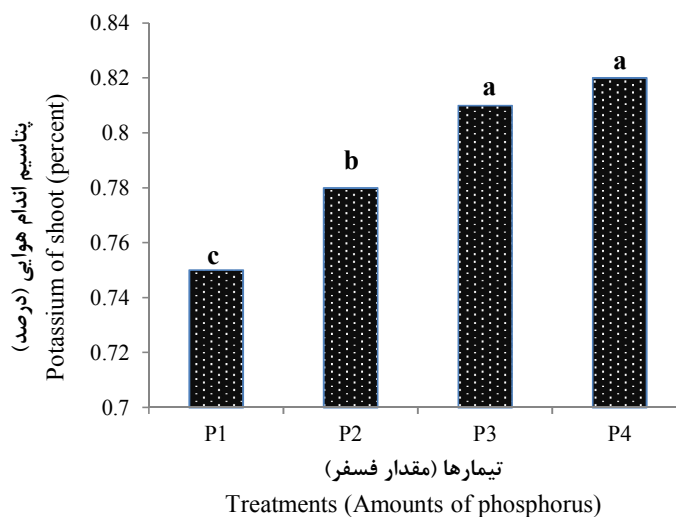 پتاسیم اندام هوایی (درصد)
Potassium of shoot (percent)
0.84
0.82
0.8
0.78
0.76
0.74
0.72
0.7
c
b
a
a
P1 P2 P3 P4
تیمارها (مقدار فسفر)
Treatments (Amounts of phosphorus)